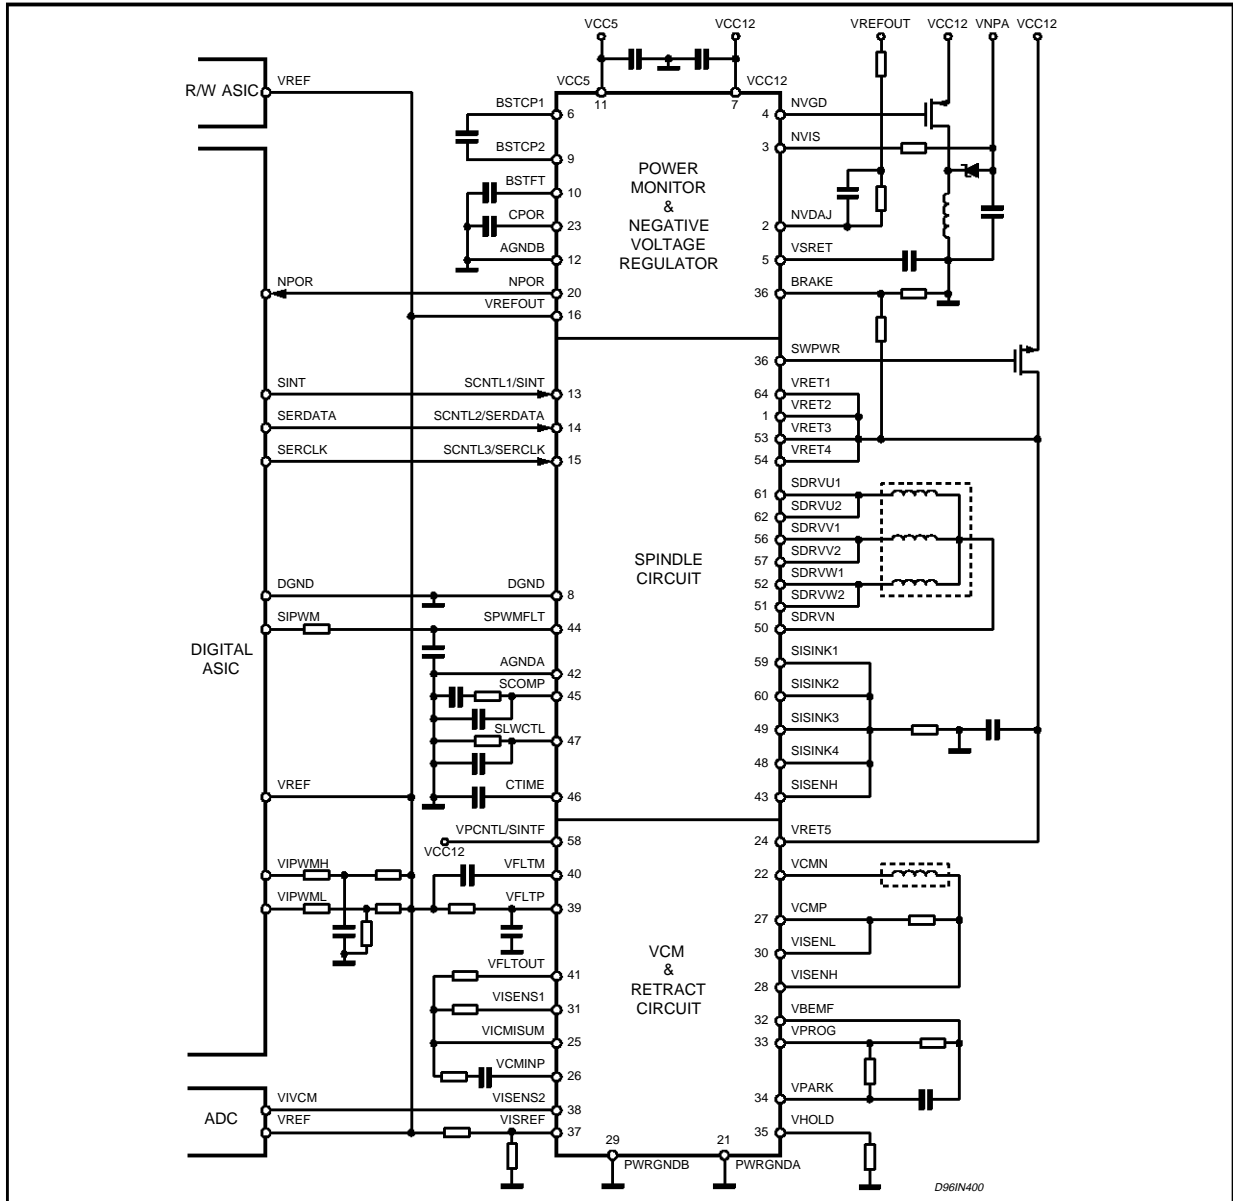 VCC5
VCC12
VREFOUT
VCC12
VNPA
VCC12
R/W ASIC
VREF
VCC5
11
7
VCC12
BSTCP1
6
BSTCP2
9
BSTFT
10
CPOR
23
AGNDB
12
NPOR
NPOR
20
VREFOUT
16
POWER
MONITOR
&
NEGATIVE
VOLTAGE
REGULATOR
4
NVGD
3
NVIS
2
NVDAJ
5
VSRET
36
BRAKE
36
SWPWR
SINT
SCNTL1/SINT
13
SERDATA
SCNTL2/SERDATA
14
SERCLK
SCNTL3/SERCLK
15
64
VRET1
1
VRET2
53
VRET3
54
VRET4
61
SDRVU1
62
SDRVU2
56
SDRVV1
57
SDRVV2
52
SDRVW1
51
SDRVW2
50
SDRVN
SPINDLE
CIRCUIT
DGND
DGND
8
SIPWM
SPWMFLT
44
DIGITAL
ASIC
AGNDA
42
SCOMP
45
SLWCTL
47
VREF
CTIME
46
59
SISINK1
60
SISINK2
49
SISINK3
48
SISINK4
43
SISENH
VPCNTL/SINTF
58
VCC12
24
VRET5
VIPWMH
VFLTM
40
VIPWML
VFLTP
39
22
VCMN
27
VCMP
30
VISENL
28
VISENH
VCM
&
RETRACT
CIRCUIT
VFLTOUT
41
VISENS1
31
VICMISUM
25
VCMINP
26
32
VBEMF
33
VPROG
34
VPARK
35
VHOLD
ADC
VIVCM
VISENS2
38
VREF
VISREF
37
29
PWRGNDB
21
PWRGNDA
D96IN400